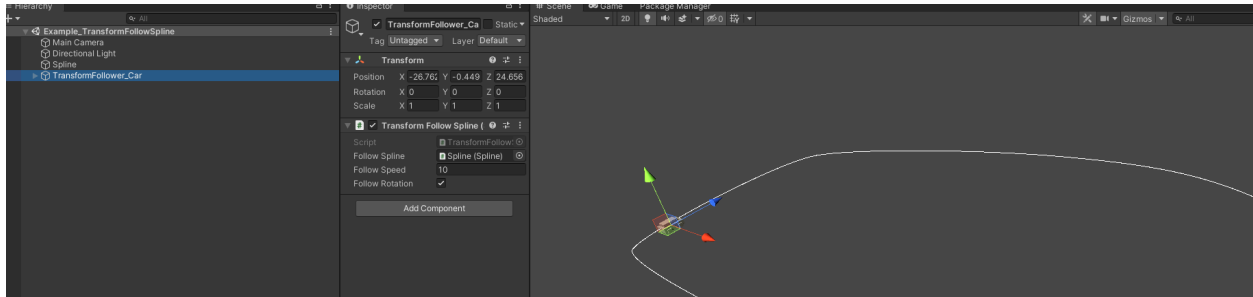 Hierarchy
All
Example_TransformFollowSpline
Main Camera
Directional Light
Spline
TransformFollower_Car
Inspector
TransformFollower_Ca
Static
Tag Untagged Layer Default
Transform
Position X -26.762 Y -0.449 Z 24.656
Rotation X 0 Y 0 Z 0
Scale X 1 Y 1 Z 1
Transform Follow Spline (
Script TransformFollow
Follow Spline Spline (Spline)
Follow Speed 10
Follow Rotation
Add Component
Scene Game Package Manager
Shaded 2D 0 Gizmos All